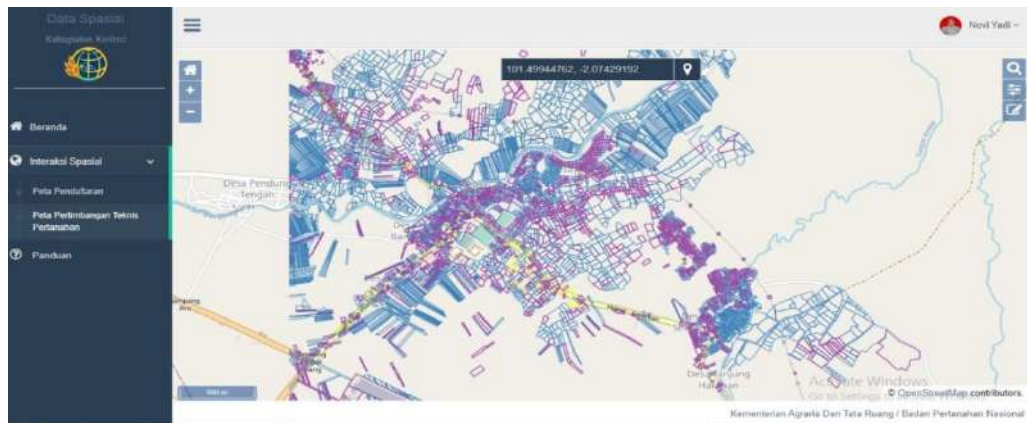 Data Spasial
Kabupaten Kerinci
Novi Yadi
101.49944762, -2.07429192
Beranda
Interaksi Spasial
Peta Pendaftaran
Peta Pertimbangan Teknis
Pertanahan
Panduan
Desa Pendung
Tengah
Activate Windows
Go to Settings
© OpenStreetMap contributors.
Kementerian Agraria Dan Tata Ruang / Badan Pertanahan Nasional